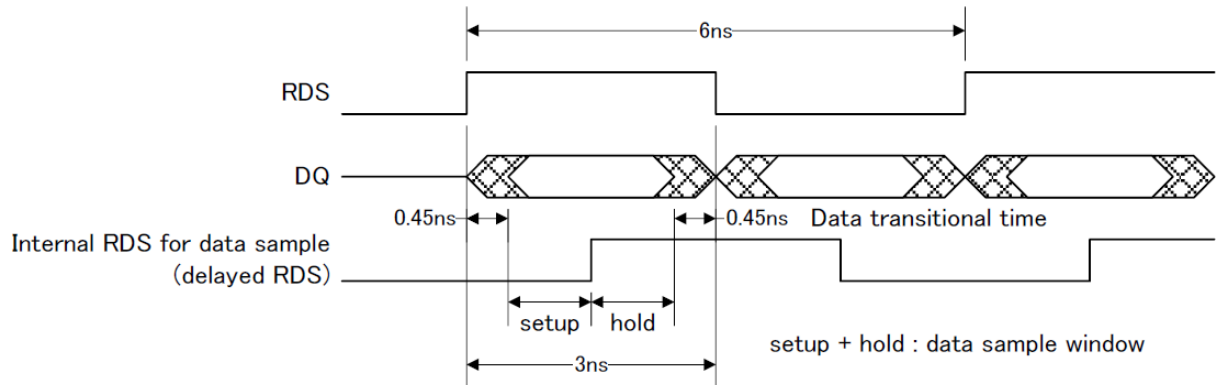 6ns
RDS
DQ
0.45ns
0.45ns Data transitional time
Internal RDS for data sample
(delayed RDS)
setup hold
setup + hold : data sample window
3ns